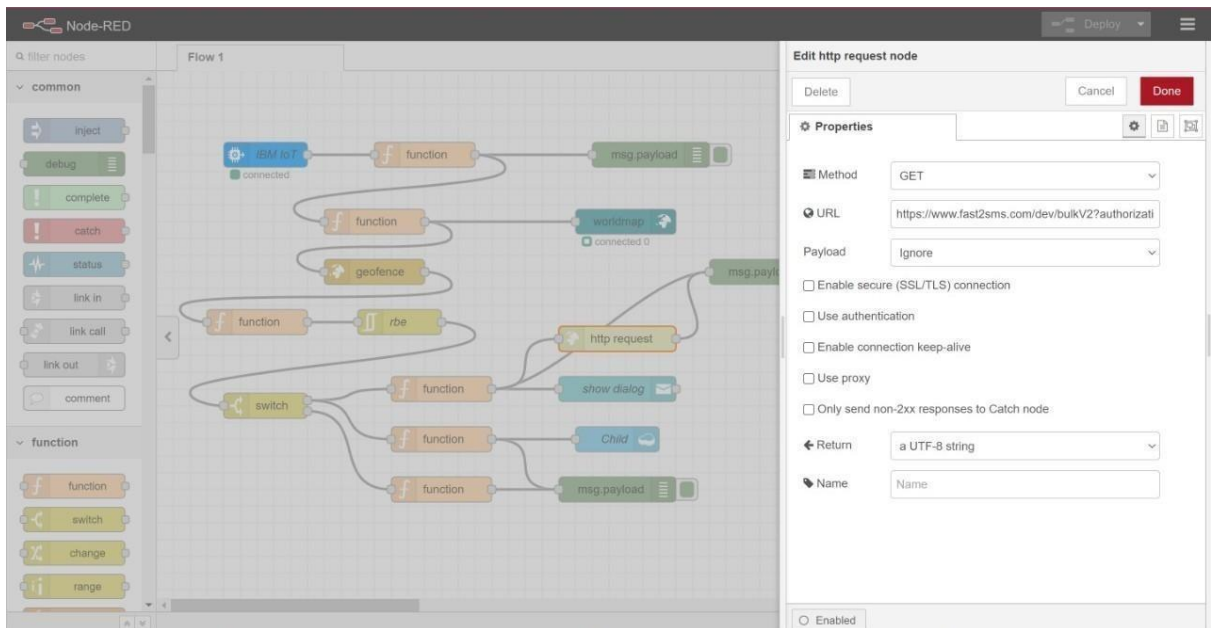 Node-RED
Deploy
filter nodes
common
inject
debug
complete
catch
status
link in
link call
link out
comment
function
function
switch
change
range
Flow 1
IBM IoT
connected
function
msg.payload
function
worldmap
connected 0
geofence
msg.paylo
function
rbe
http request
switch
function
show dialog
function
Child
function
msg.payload
Edit http request node
Delete
Cancel
Done
Properties
Method
GET
URL
https://www.fast2sms.com/dev/bulkV2?authorizati
Payload
Ignore
Enable secure (SSL/TLS) connection
Use authentication
Enable connection keep-alive
Use proxy
Only send non-2xx responses to Catch node
Return
a UTF-8 string
Name
Name
Enabled